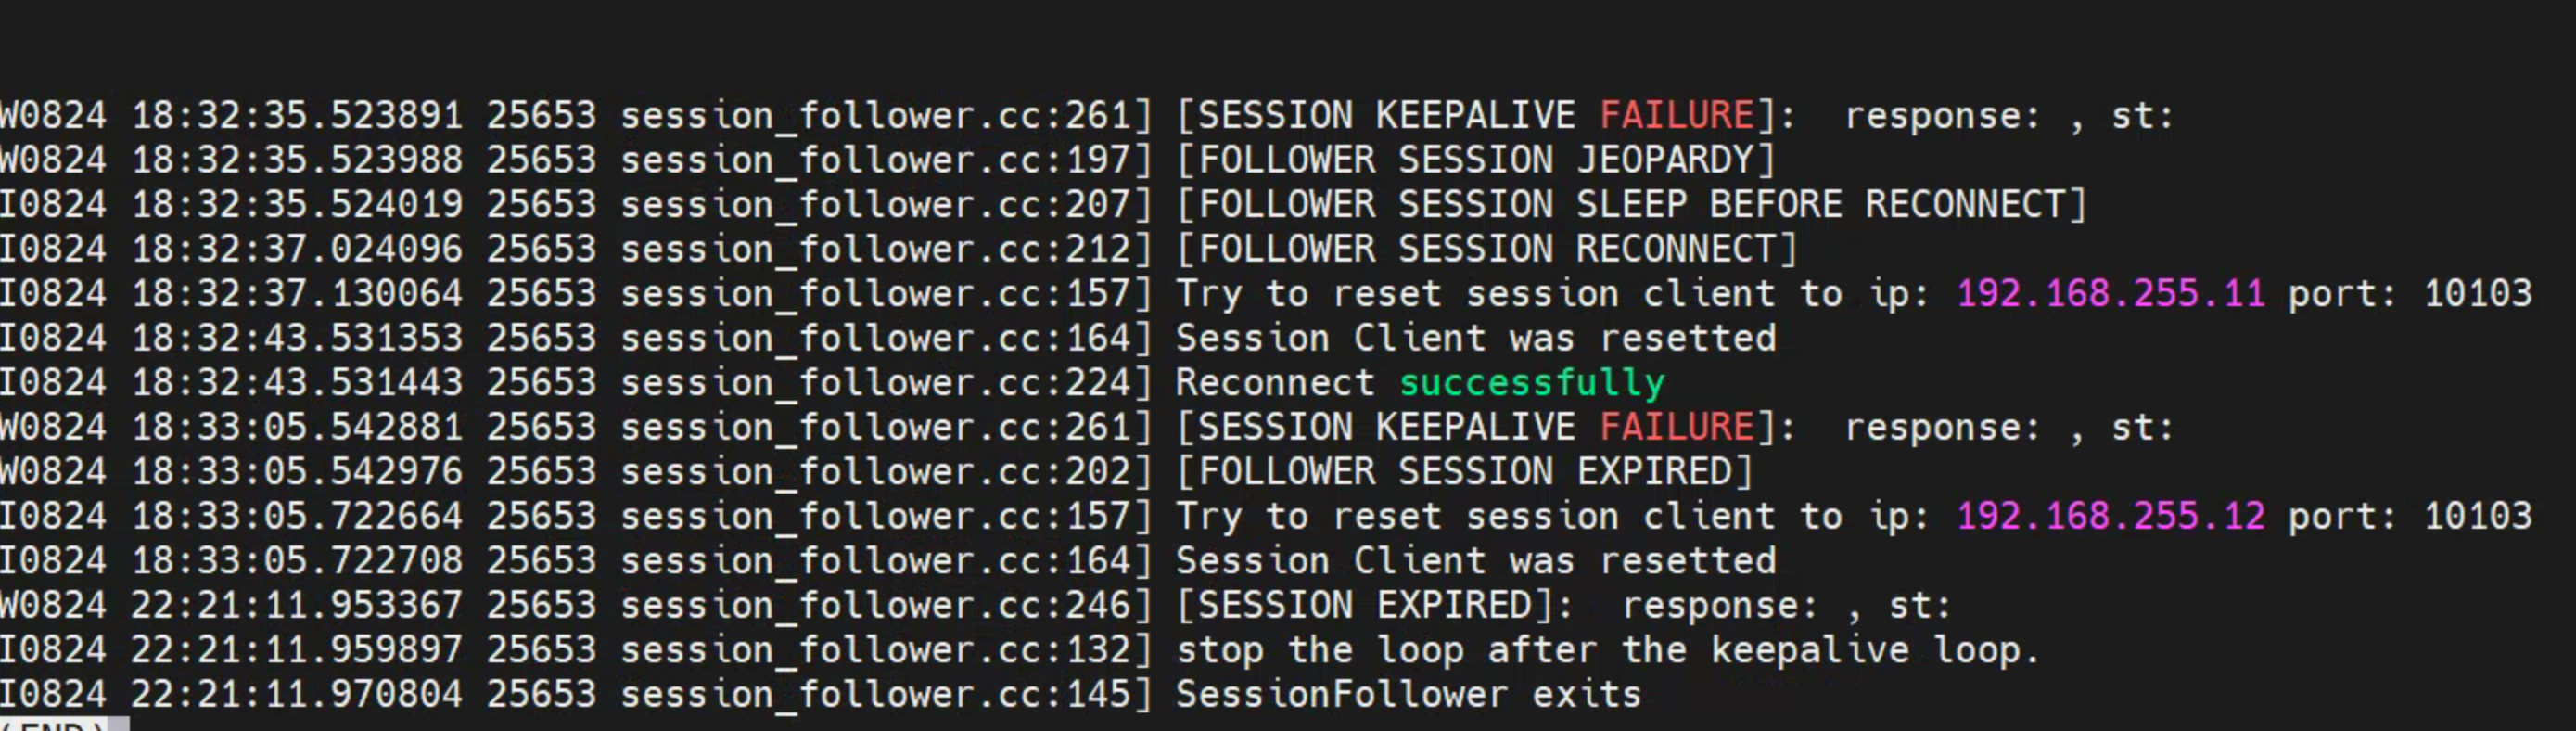 W0824 18:32:35.523891 25653 session_follower.cc:261] [SESSION KEEPALIVE FAILURE]:  response: , st:
W0824 18:32:35.523988 25653 session_follower.cc:197] [FOLLOWER SESSION JEOPARDY]
I0824 18:32:35.524019 25653 session_follower.cc:207] [FOLLOWER SESSION SLEEP BEFORE RECONNECT]
I0824 18:32:37.024096 25653 session_follower.cc:212] [FOLLOWER SESSION RECONNECT]
I0824 18:32:37.130064 25653 session_follower.cc:157] Try to reset session client to ip: 192.168.255.11 port: 10103
I0824 18:32:43.531353 25653 session_follower.cc:164] Session Client was resetted
I0824 18:32:43.531443 25653 session_follower.cc:224] Reconnect successfully
W0824 18:33:05.542881 25653 session_follower.cc:261] [SESSION KEEPALIVE FAILURE]:  response: , st:
W0824 18:33:05.542976 25653 session_follower.cc:202] [FOLLOWER SESSION EXPIRED]
I0824 18:33:05.722664 25653 session_follower.cc:157] Try to reset session client to ip: 192.168.255.12 port: 10103
I0824 18:33:05.722708 25653 session_follower.cc:164] Session Client was resetted
W0824 22:21:11.953367 25653 session_follower.cc:246] [SESSION EXPIRED]:  response: , st:
I0824 22:21:11.959897 25653 session_follower.cc:132] stop the loop after the keepalive loop.
I0824 22:21:11.970804 25653 session_follower.cc:145] SessionFollower exits
(END)